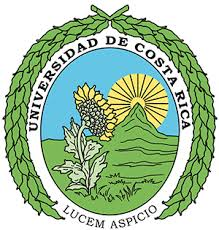 UNIVERSIDAD DE COSTA RICA
LUCEM ASPICIO